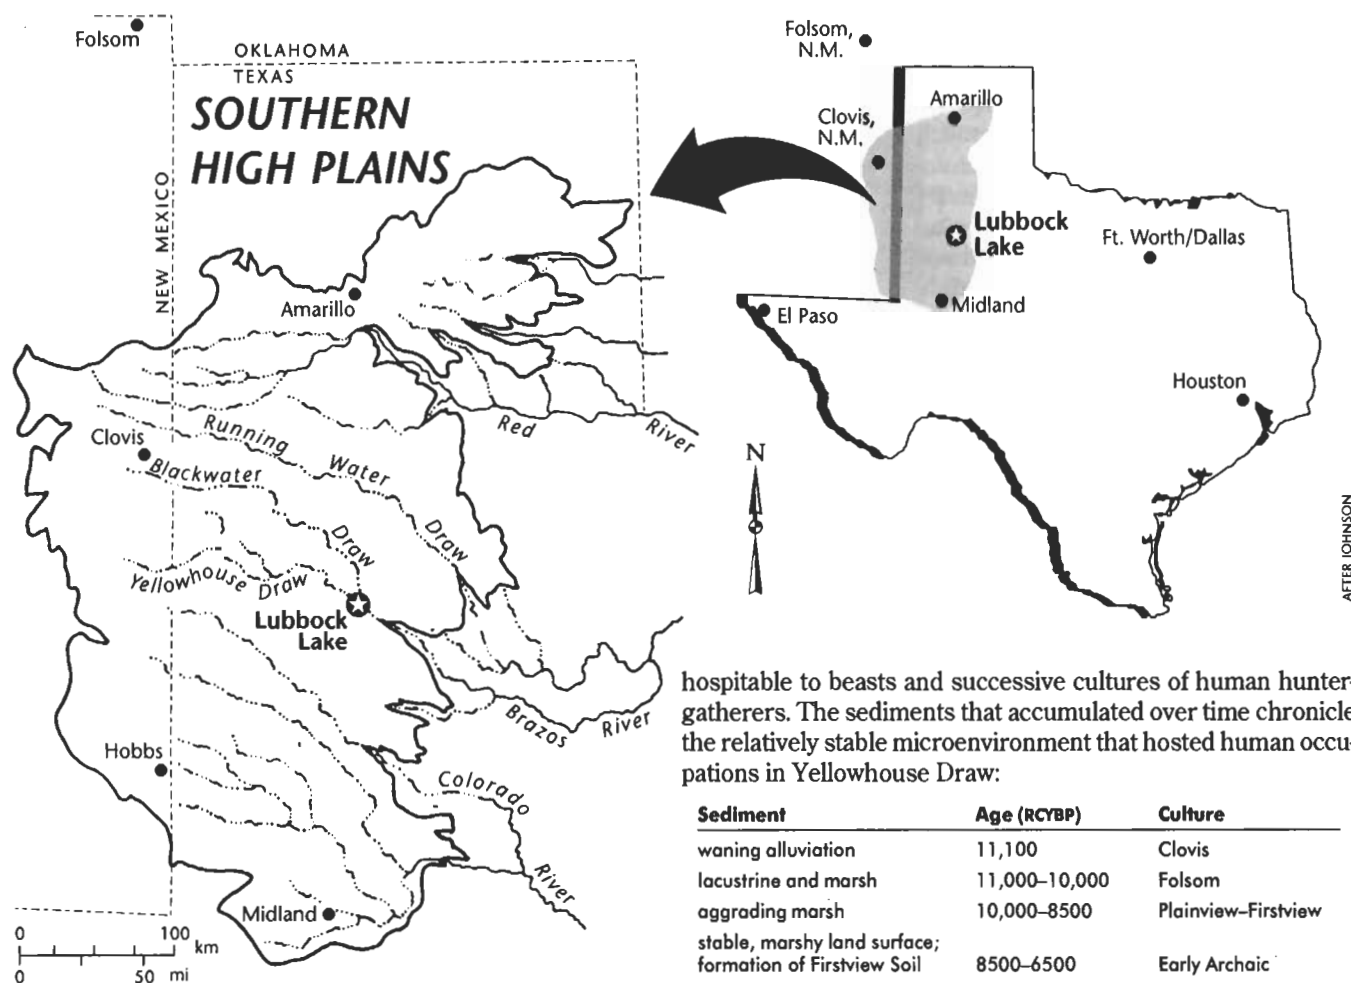 Folsom
OKLAHOMA
TEXAS
SOUTHERN
HIGH PLAINS
NEW MEXICO
Amarillo
Clovis
Running Water Draw
Blackwater Draw
Yellowhouse Draw
Red River
Lubbock
Lake
Brazos River
Hobbs
Colorado River
Midland
0 100 km
0 50 mi
Folsom,
N.M.
Amarillo
Clovis,
N.M.
Lubbock
Lake
Ft. Worth/Dallas
Midland
El Paso
Houston
N
AFTER JOHNSON
hospitable to beasts and successive cultures of human hunter-
gatherers. The sediments that accumulated over time chronicle
the relatively stable microenvironment that hosted human occu-
pations in Yellowhouse Draw:
Sediment Age (RCYBP) Culture
waning alluviation 11,100 Clovis
lacustrine and marsh 11,000–10,000 Folsom
aggrading marsh 10,000–8500 Plainview–Firstview
stable, marshy land surface;
formation of Firstview Soil 8500–6500 Early Archaic